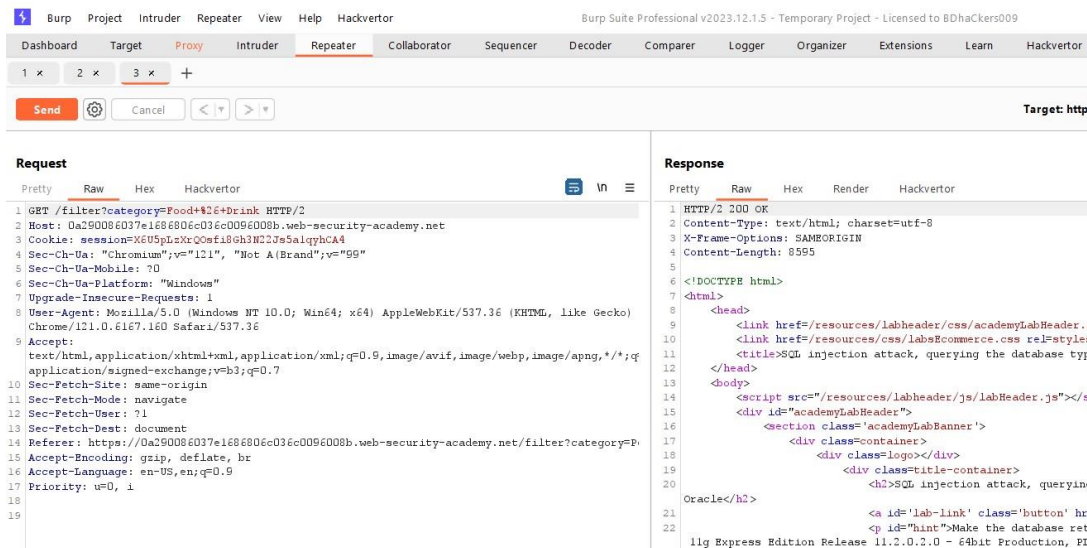 Burp Project Intruder Repeater View Help Hackvertor Burp Suite Professional v2023.12.1.5 - Temporary Project - Licensed to BDhaCkers009
Dashboard Target Proxy Intruder Repeater Collaborator Sequencer Decoder Comparer Logger Organizer Extensions Learn Hackvertor
1 × 2 × 3 × +
Send Cancel < > Target: http
Request
Pretty Raw Hex Hackvertor \n
1 GET /filter?category=Food+%26+Drink HTTP/2
2 Host: 0a290086037e1686806c036c0096008b.web-security-academy.net
3 Cookie: session=X6U5pLzXrQOsfi8Gh3N22Js5alqyhCA4
4 Sec-Ch-Ua: "Chromium";v="121", "Not A(Brand";v="99"
5 Sec-Ch-Ua-Mobile: ?0
6 Sec-Ch-Ua-Platform: "Windows"
7 Upgrade-Insecure-Requests: 1
8 User-Agent: Mozilla/5.0 (Windows NT 10.0; Win64; x64) AppleWebKit/537.36 (KHTML, like Gecko)
Chrome/121.0.6167.160 Safari/537.36
9 Accept:
text/html,application/xhtml+xml,application/xml;q=0.9,image/avif,image/webp,image/apng,*/*;q=
application/signed-exchange;v=b3;q=0.7
10 Sec-Fetch-Site: same-origin
11 Sec-Fetch-Mode: navigate
12 Sec-Fetch-User: ?1
13 Sec-Fetch-Dest: document
14 Referer: https://0a290086037e1686806c036c0096008b.web-security-academy.net/filter?category=P
15 Accept-Encoding: gzip, deflate, br
16 Accept-Language: en-US,en;q=0.9
17 Priority: u=0, i
18
19
Response
Pretty Raw Hex Render Hackvertor
1 HTTP/2 200 OK
2 Content-Type: text/html; charset=utf-8
3 X-Frame-Options: SAMEORIGIN
4 Content-Length: 8595
5
6 <!DOCTYPE html>
7 <html>
8 <head>
9 <link href=/resources/labheader/css/academyLabHeader.
10 <link href=/resources/css/labsEcommerce.css rel=styles
11 <title>SQL injection attack, querying the database typ
12 </head>
13 <body>
14 <script src="/resources/labheader/js/labHeader.js"></s
15 <div id="academyLabHeader">
16 <section class='academyLabBanner'>
17 <div class=container>
18 <div class=logo></div>
19 <div class=title-container>
20 <h2>SQL injection attack, querying
Oracle</h2>
21 <a id='lab-link' class='button' hr
22 <p id="hint">Make the database ret
11g Express Edition Release 11.2.0.2.0 - 64bit Production, P